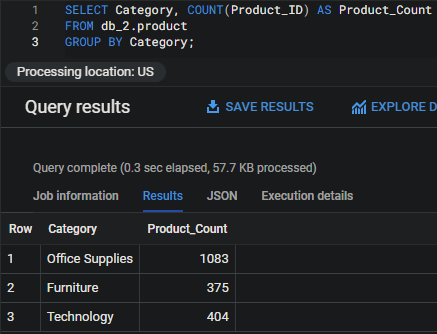 1 SELECT Category, COUNT(Product_ID) AS Product_Count
2 FROM db_2.product
3 GROUP BY Category;
Processing location: US
Query results SAVE RESULTS EXPLORE D
Query complete (0.3 sec elapsed, 57.7 KB processed)
Job information Results JSON Execution details
Row Category Product_Count
1 Office Supplies 1083
2 Furniture 375
3 Technology 404